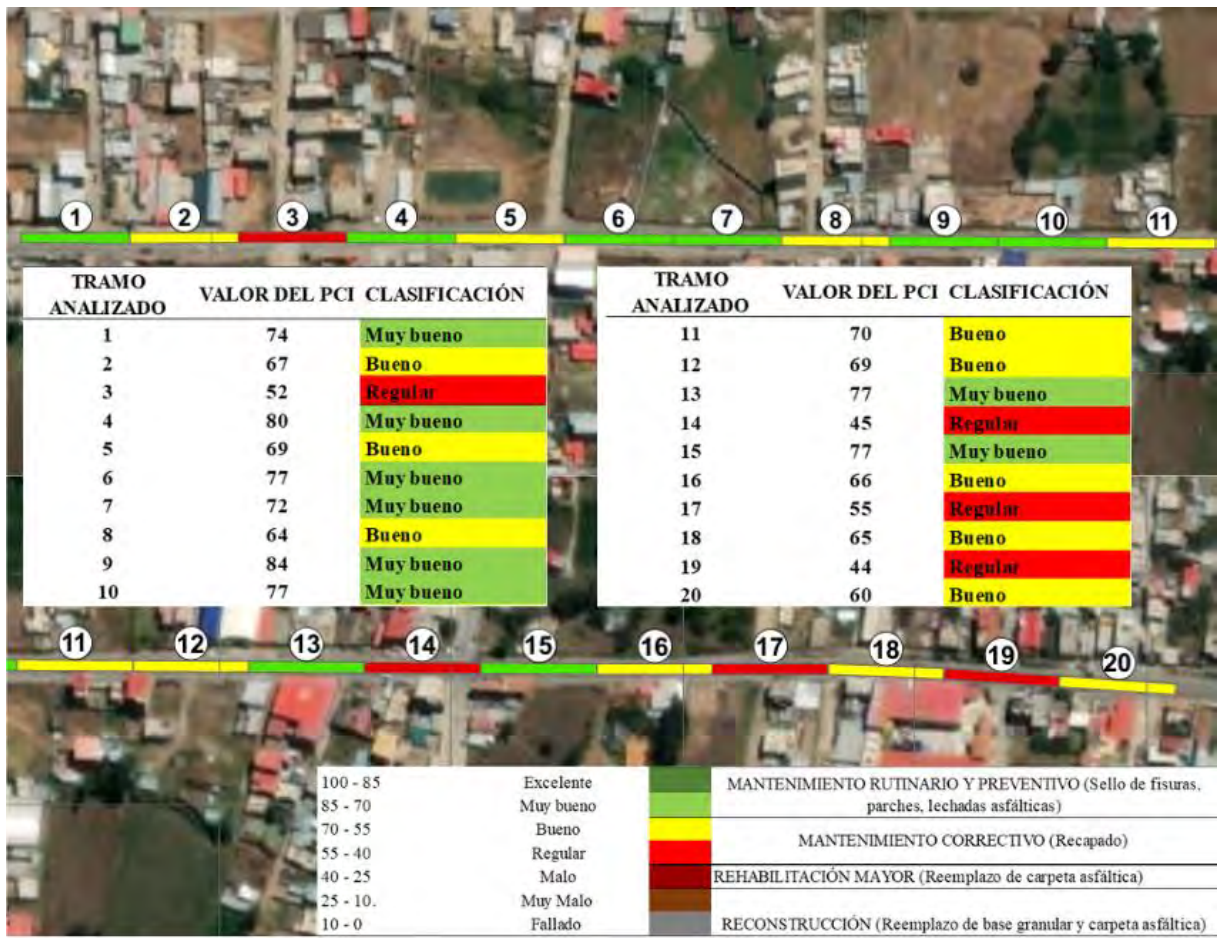 1 2 3 4 5 6 7 8 9 10 11
TRAMO ANALIZADO VALOR DEL PCI CLASIFICACIÓN
1 74 Muy bueno
2 67 Bueno
3 52 Regular
4 80 Muy bueno
5 69 Bueno
6 77 Muy bueno
7 72 Muy bueno
8 64 Bueno
9 84 Muy bueno
10 77 Muy bueno
TRAMO ANALIZADO VALOR DEL PCI CLASIFICACIÓN
11 70 Bueno
12 69 Bueno
13 77 Muy bueno
14 45 Regular
15 77 Muy bueno
16 66 Bueno
17 55 Regular
18 65 Bueno
19 44 Regular
20 60 Bueno
11 12 13 14 15 16 17 18 19 20
100 - 85 Excelente
85 - 70 Muy bueno
70 - 55 Bueno
55 - 40 Regular
40 - 25 Malo
25 - 10. Muy Malo
10 - 0 Fallado
MANTENIMIENTO RUTINARIO Y PREVENTIVO (Sello de fisuras,
parches, lechadas asfálticas)
MANTENIMIENTO CORRECTIVO (Recapado)
REHABILITACIÓN MAYOR (Reemplazo de carpeta asfáltica)
RECONSTRUCCIÓN (Reemplazo de base granular y carpeta asfáltica)